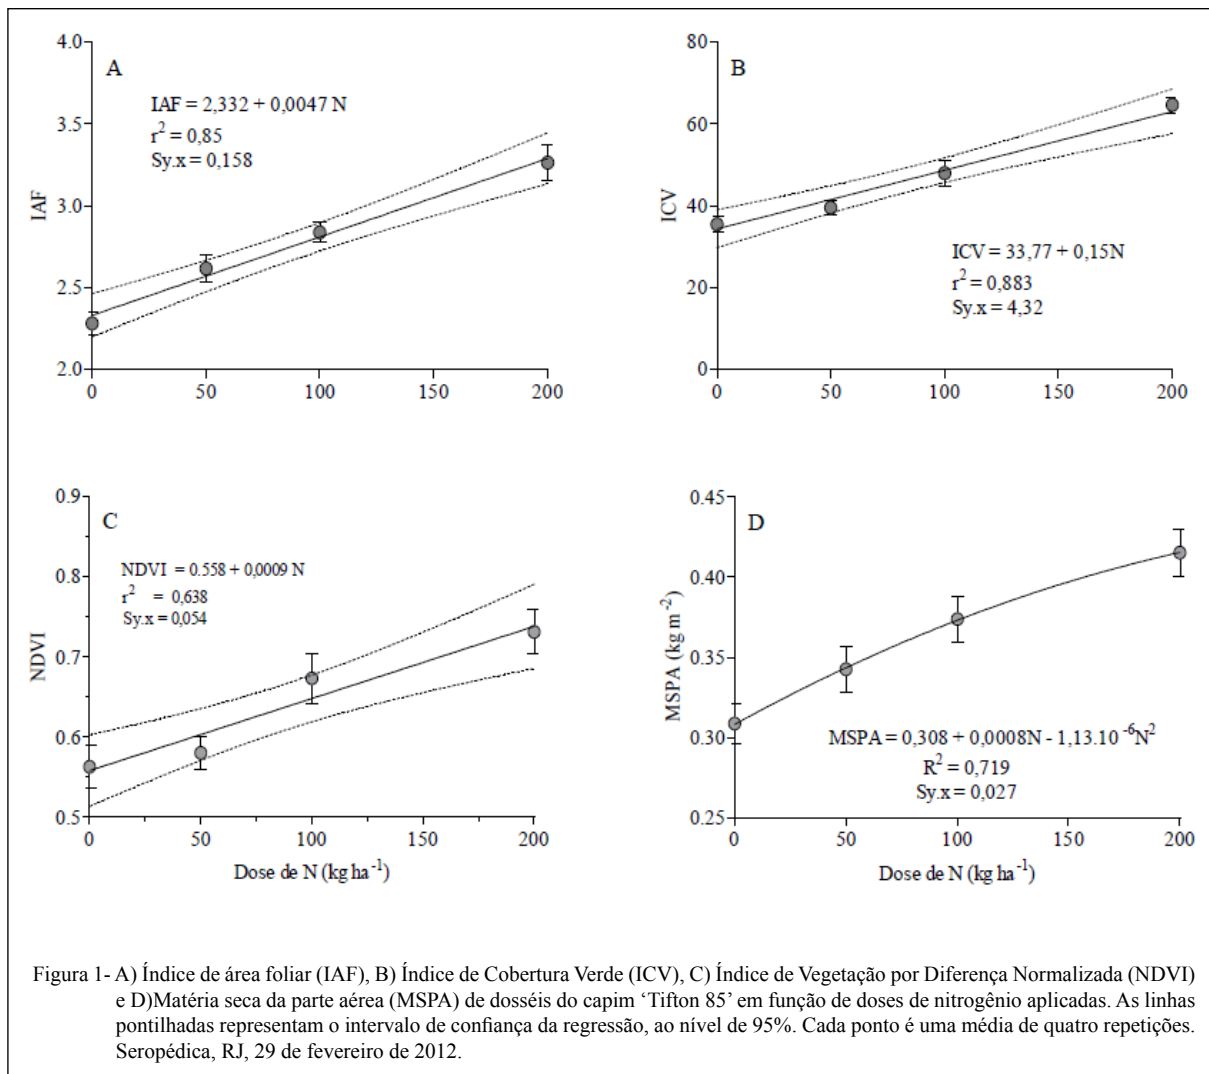 A
IAF = 2,332 + 0,0047 N
r² = 0,85
Sy.x = 0,158
IAF
4.0
3.5
3.0
2.5
2.0
0 50 100 150 200
B
ICV = 33,77 + 0,15N
r² = 0,883
Sy.x = 4,32
ICV
80
60
40
20
0
0 50 100 150 200
C
NDVI = 0.558 + 0,0009 N
r² = 0,638
Sy.x = 0,054
NDVI
0.9
0.8
0.7
0.6
0.5
0 50 100 150 200
Dose de N (kg ha⁻¹)
D
MSPA = 0,308 + 0,0008N - 1,13.10 ⁻⁶N²
R² = 0,719
Sy.x = 0,027
MSPA (kg m⁻²)
0.45
0.40
0.35
0.30
0.25
0 50 100 150 200
Dose de N (kg ha⁻¹)
Figura 1- A) Índice de área foliar (IAF), B) Índice de Cobertura Verde (ICV), C) Índice de Vegetação por Diferença Normalizada (NDVI)
e D)Matéria seca da parte aérea (MSPA) de dosséis do capim ‘Tifton 85’ em função de doses de nitrogênio aplicadas. As linhas
pontilhadas representam o intervalo de confiança da regressão, ao nível de 95%. Cada ponto é uma média de quatro repetições.
Seropédica, RJ, 29 de fevereiro de 2012.